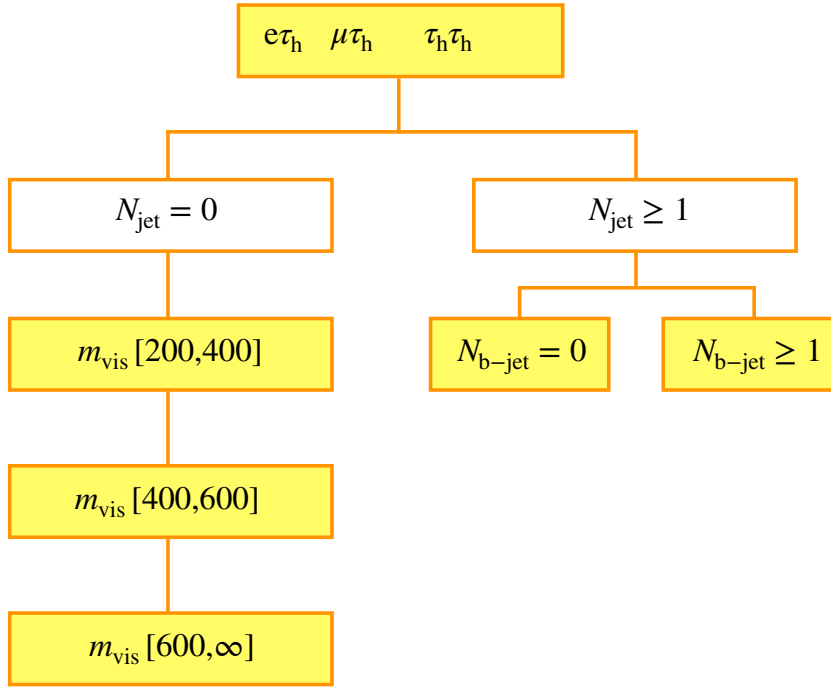 eτh μτh τhτh
Njet = 0
Njet ≥ 1
mvis [200,400]
Nb−jet = 0
Nb−jet ≥ 1
mvis [400,600]
mvis [600,∞]